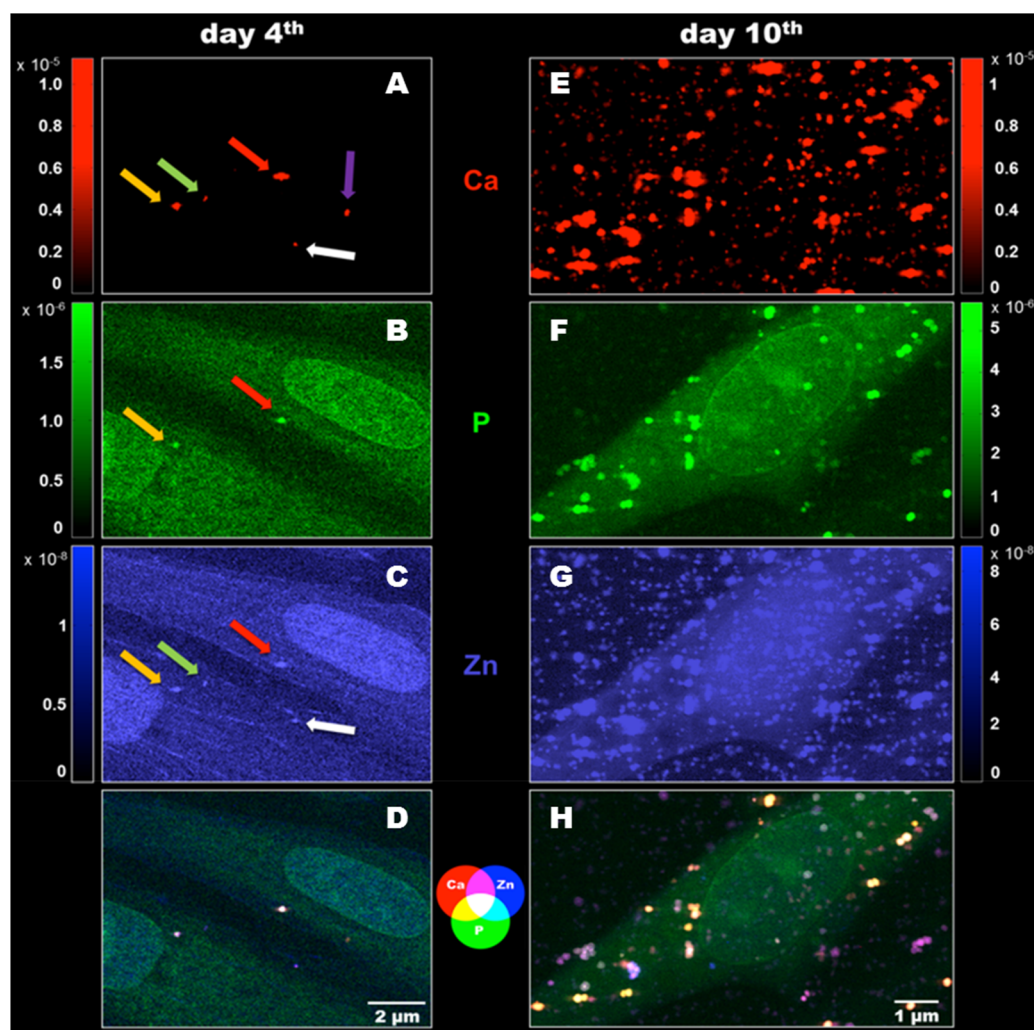 day 4th day 10th
x 10-5 A E x 10-5
1.0 1
0.8 0.8
0.6 Ca 0.6
0.4 0.4
0.2 0.2
0 0
x 10-6 B F x 10-6
1.5 5
4
1.0 P 3
2
0.5 1
0 0
x 10-8 C G x 10-8
8
1 6
Zn
0.5 4
2
0 0
D H
Ca Zn
P
2 µm 1 µm